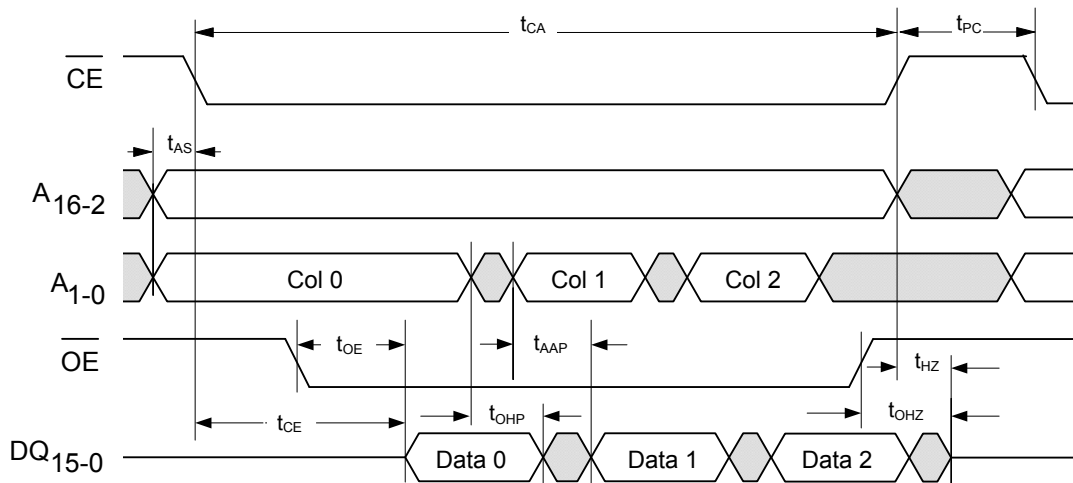 tCA
tPC
CE
tAS
A16-2
A1-0
Col 0
Col 1
Col 2
OE
tOE
tAAP
tHZ
tCE
tOHP
tOHZ
DQ15-0
Data 0
Data 1
Data 2